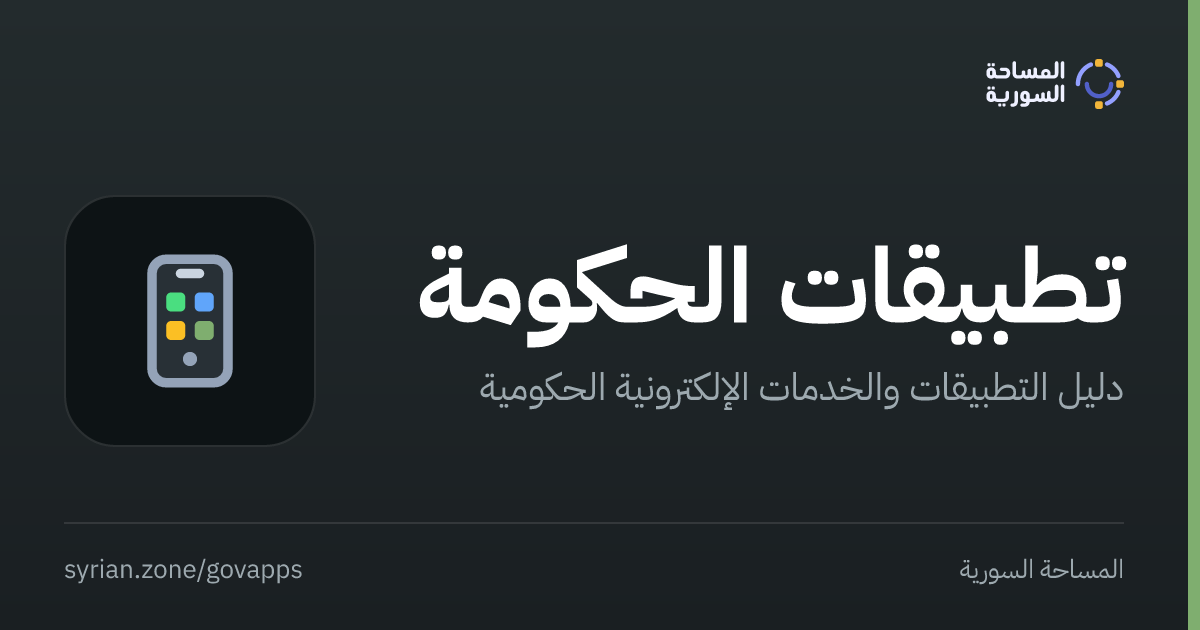 المساحة
السورية
تطبيقات الحكومة
دليل التطبيقات والخدمات الإلكترونية الحكومية
المساحة السورية
syrian.zone/govapps